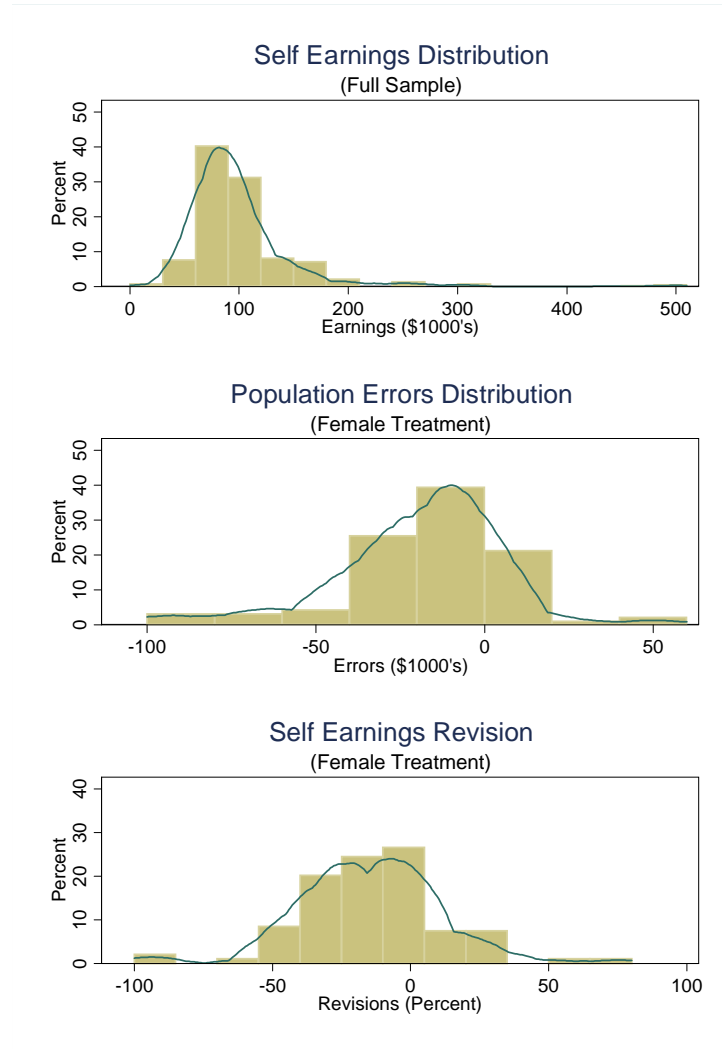 Self Earnings Distribution
(Full Sample)
Percent
50
40
30
20
10
0
0 100 200 300 400 500
Earnings ($1000's)
Population Errors Distribution
(Female Treatment)
Percent
50
40
30
20
10
0
-100 -50 0 50
Errors ($1000's)
Self Earnings Revision
(Female Treatment)
Percent
40
30
20
10
0
-100 -50 0 50 100
Revisions (Percent)